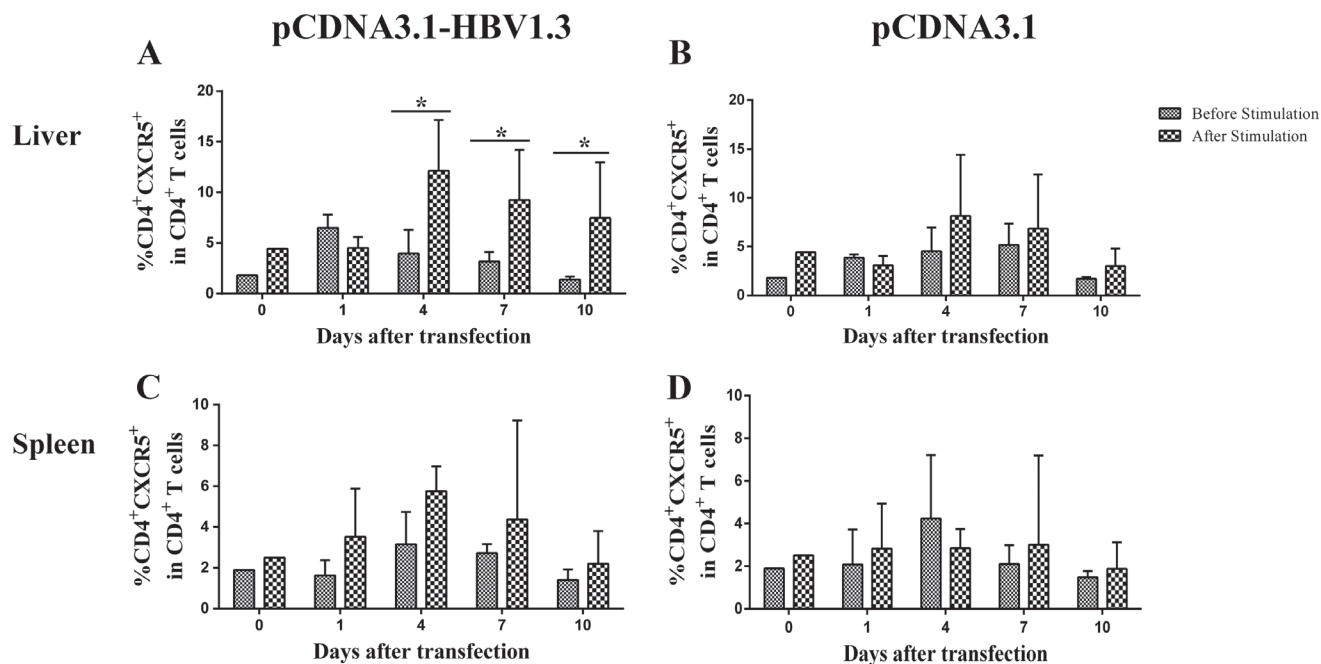 pCDNA3.1-HBV1.3
pCDNA3.1
Liver
Spleen
A
%CD4⁺CXCR5⁺
in CD4⁺ T cells
20
15
10
5
0
*
*
*
0 1 4 7 10
Days after transfection
B
%CD4⁺CXCR5⁺
in CD4⁺ T cells
20
15
10
5
0
0 1 4 7 10
Days after transfection
Before Stimulation
After Stimulation
C
%CD4⁺CXCR5⁺
in CD4⁺ T cells
10
8
6
4
2
0
0 1 4 7 10
Days after transfection
D
%CD4⁺CXCR5⁺
in CD4⁺ T cells
10
8
6
4
2
0
0 1 4 7 10
Days after transfection